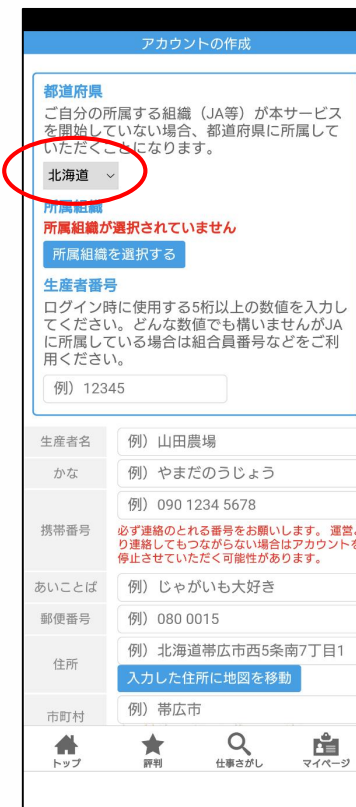 アカウントの作成
都道府県
ご自分の所属する組織（JA等）が本サービス
を開始していない場合、都道府県に所属して
いただくことになります。
北海道
所属組織
所属組織が選択されていません
所属組織を選択する
生産者番号
ログイン時に使用する5桁以上の数値を入力し
てください。どんな数値でも構いませんがJA
に所属している場合は組合員番号などをご利
用ください。
例）12345
生産者名
例）山田農場
かな
例）やまだのうじょう
携帯番号
例）090 1234 5678
必ず連絡のとれる番号をお願いします。 運営よ
り連絡してもつながらない場合はアカウントを
停止させていただく可能性があります。
あいことば
例）じゃがいも大好き
郵便番号
例）080 0015
住所
例）北海道帯広市西5条南7丁目1
入力した住所に地図を移動
市町村
例）帯広市
トップ
評判
仕事さがし
マイページ